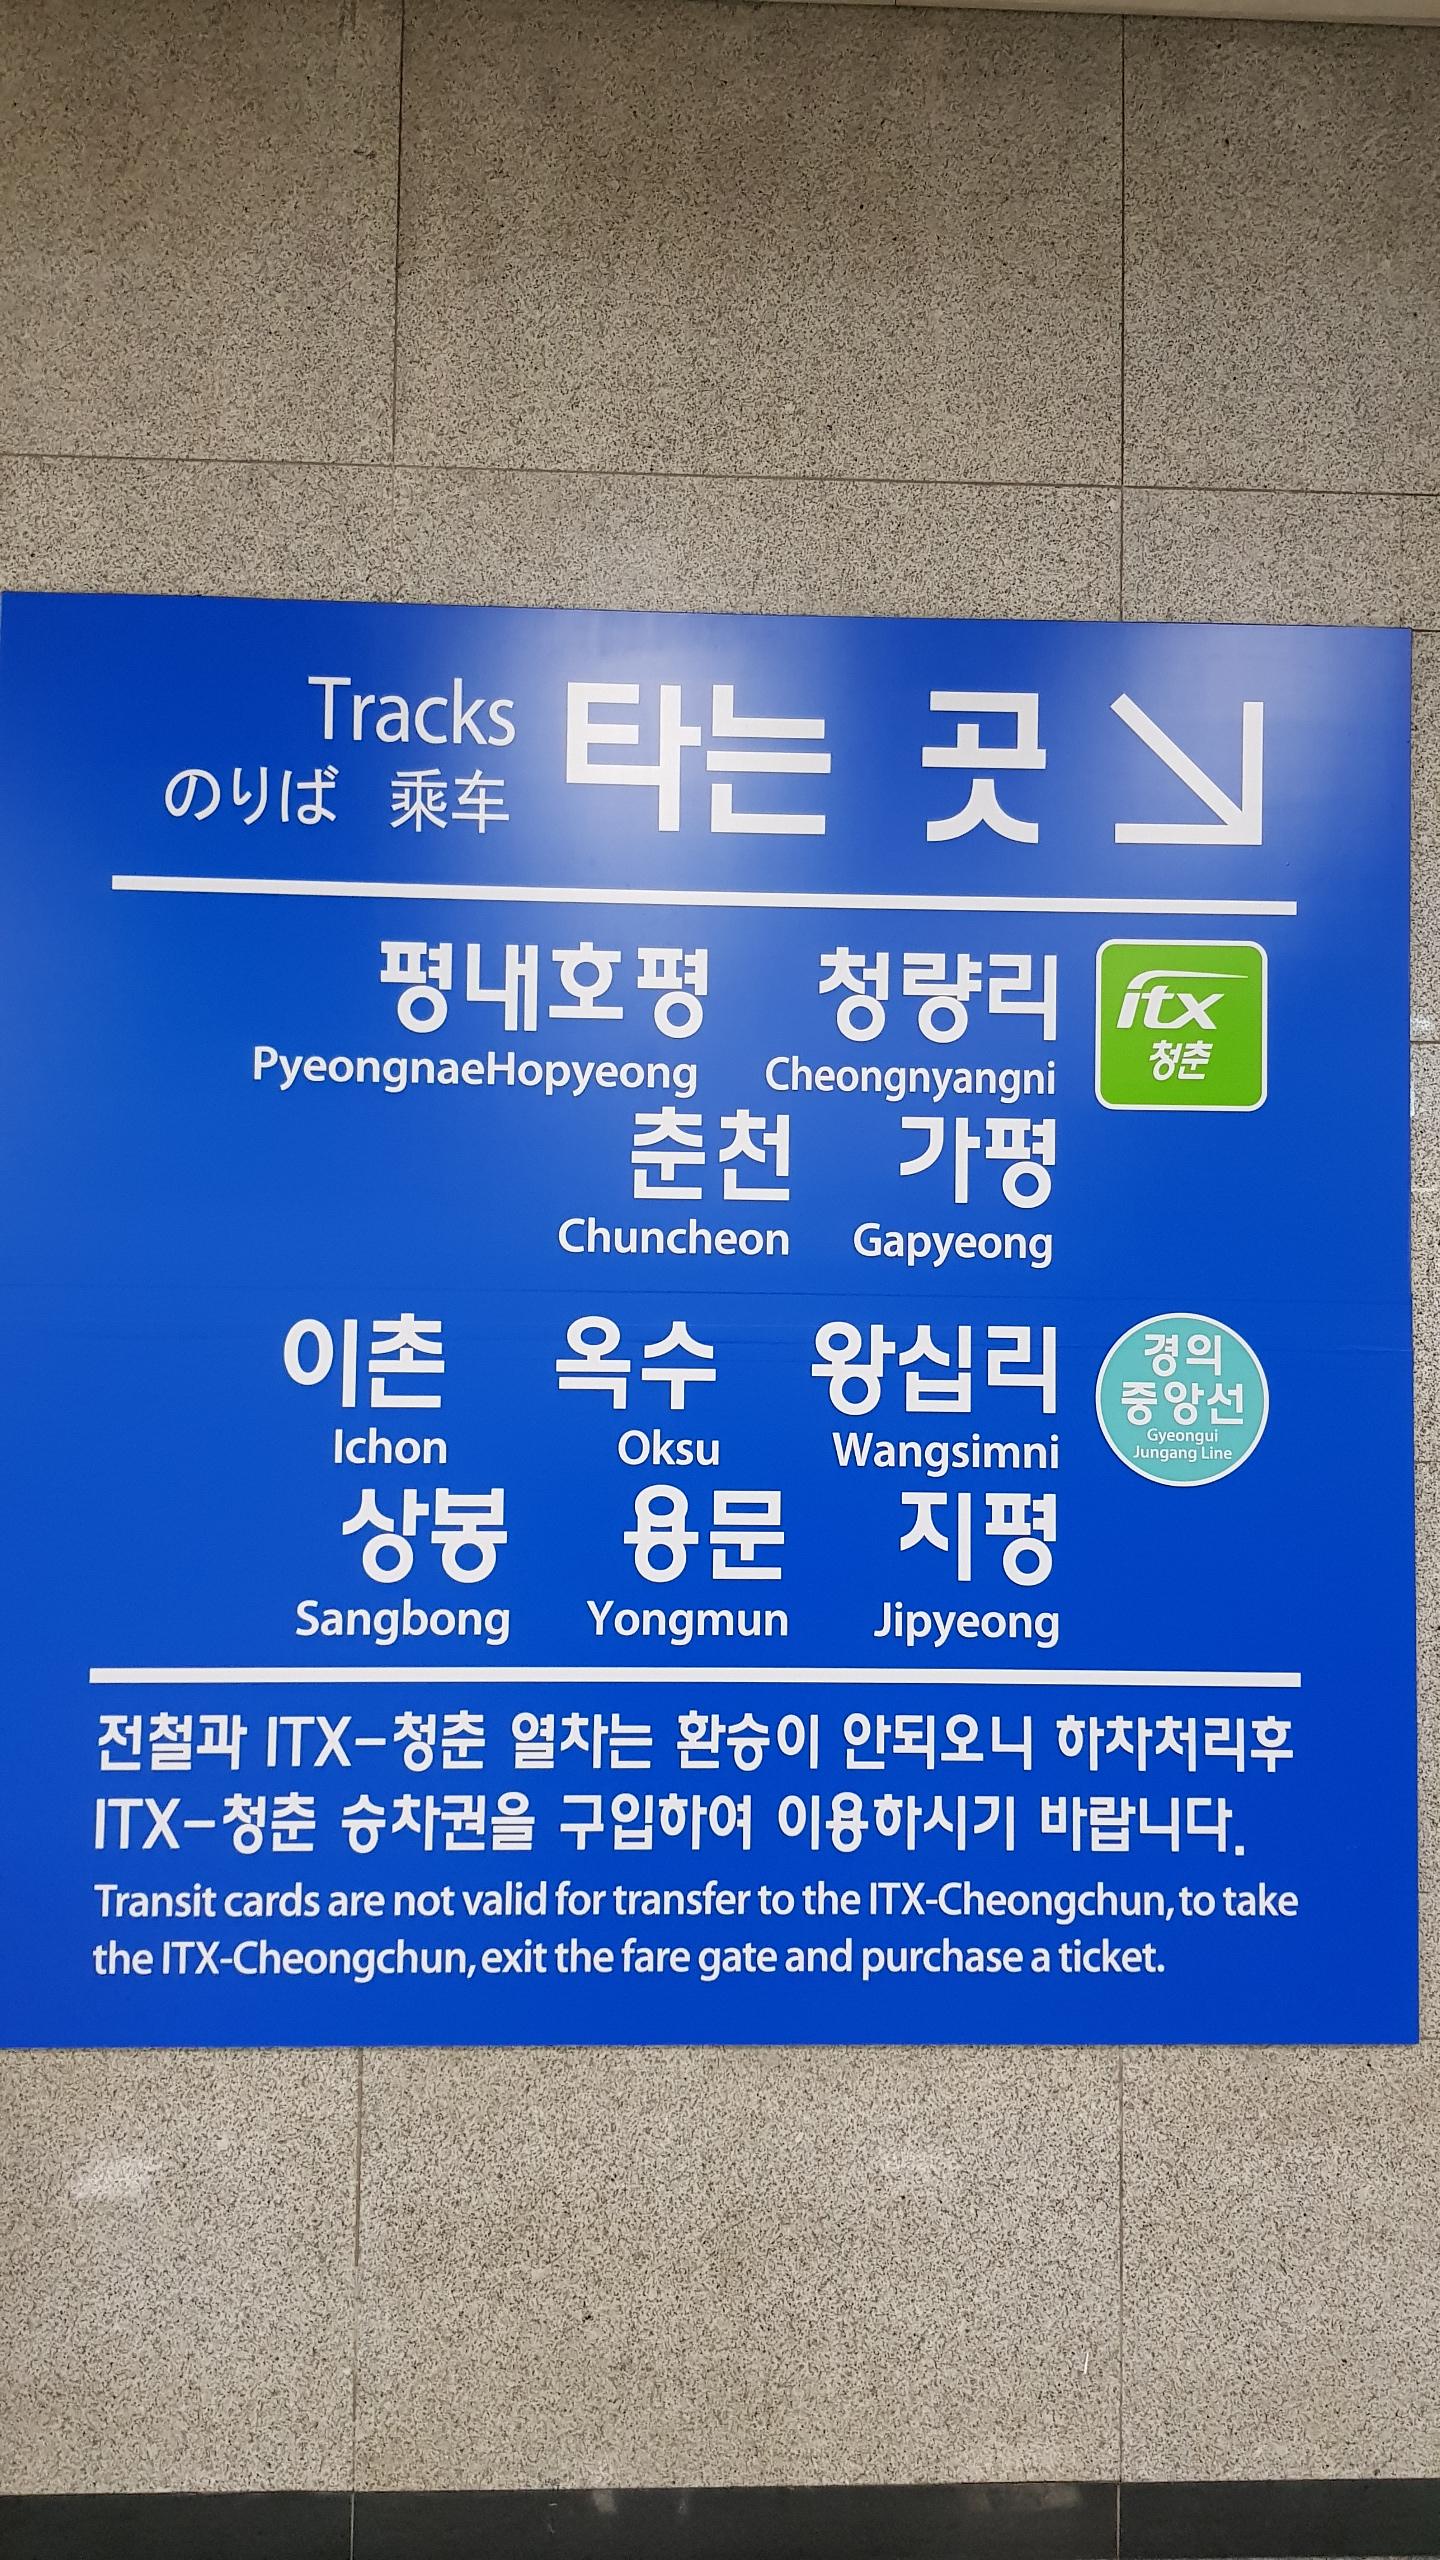 Tracks 타는 곳
のりば 乘车
평내호평 청량리
PyeongnaeHopyeong Cheongnyangni
itx
청춘
춘천 가평
Chuncheon Gapyeong
이촌 옥수 왕십리
Ichon Oksu Wangsimni
경의
중앙선
Gyeongui
Jungang Line
상봉 용문 지평
Sangbong Yongmun Jipyeong
전철과 ITX-청춘 열차는 환승이 안되오니 하차처리후
ITX-청춘 승차권을 구입하여 이용하시기 바랍니다.
Transit cards are not valid for transfer to the ITX-Cheongchun, to take
the ITX-Cheongchun, exit the fare gate and purchase a ticket.